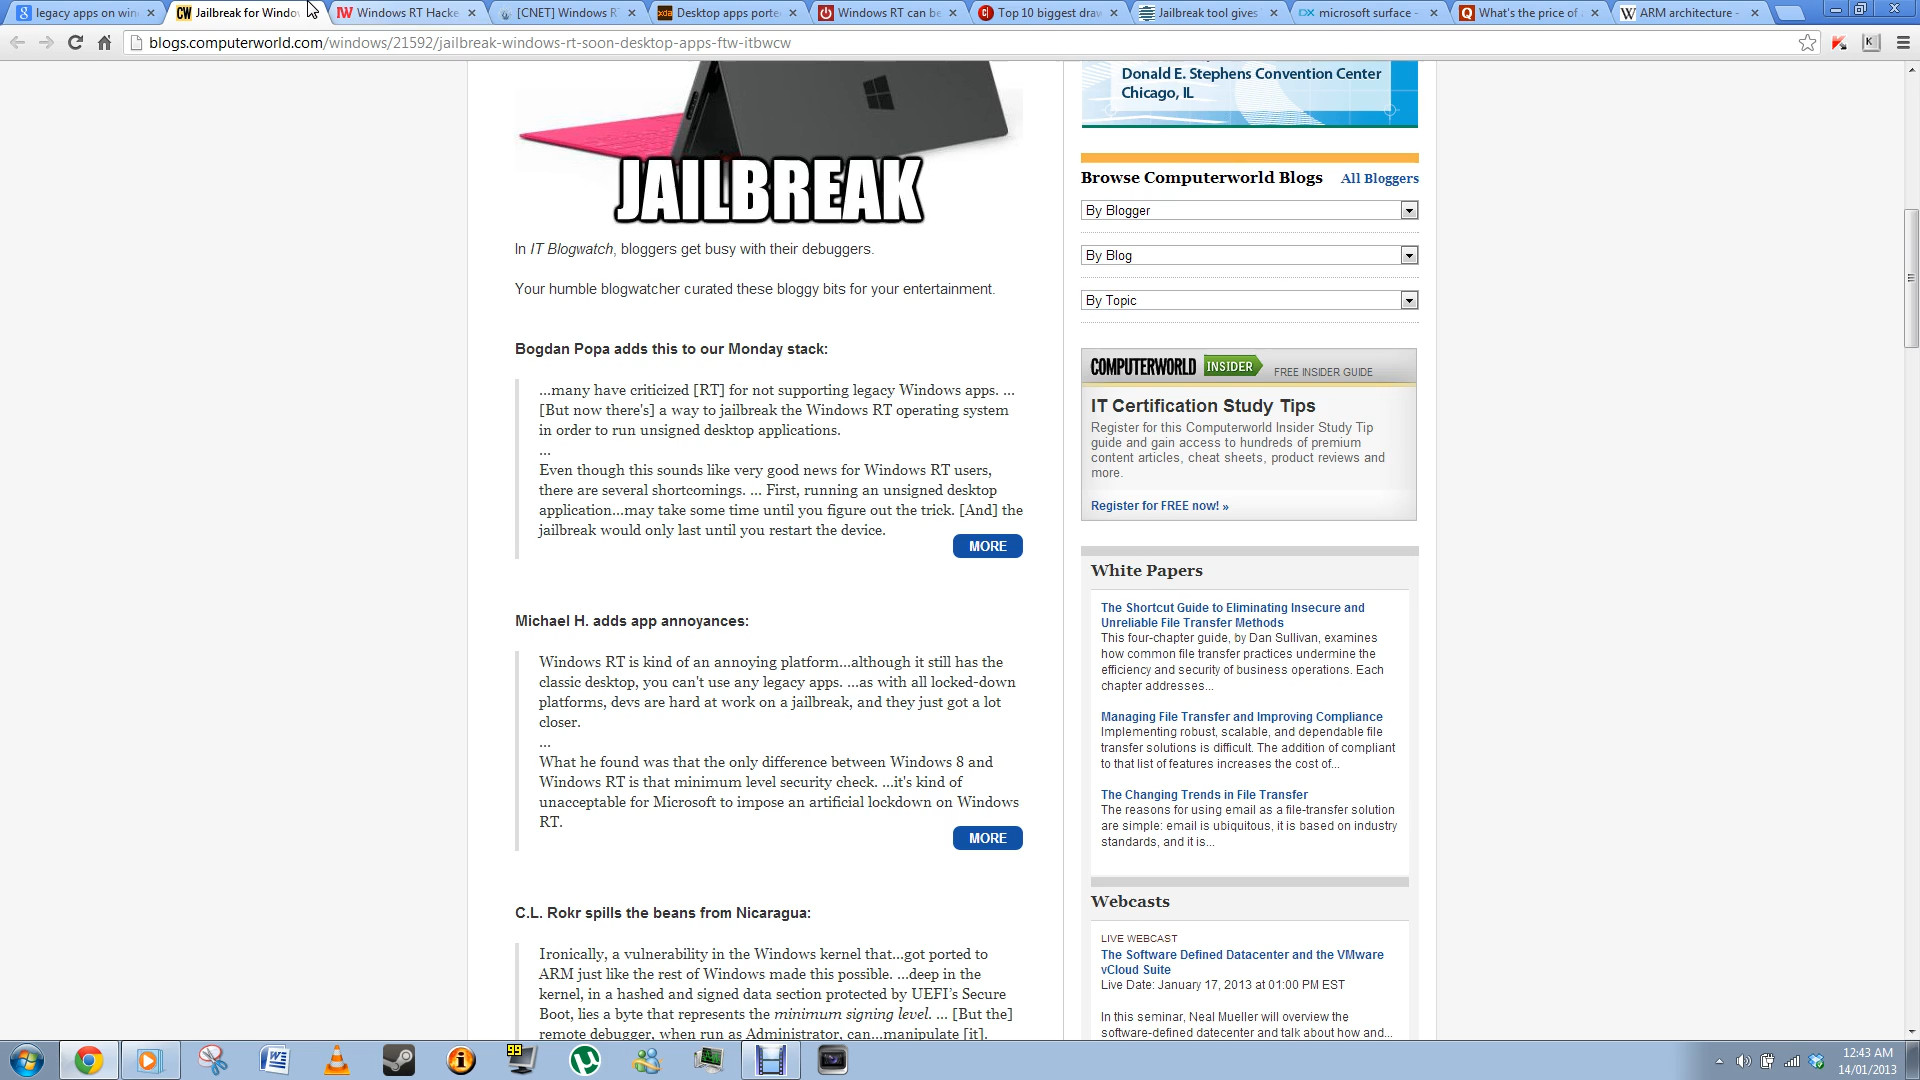 legacy apps on win
Jailbreak for Windo
Windows RT Hacke
[CNET] Windows R
Desktop apps porte
Windows RT can be
Top 10 biggest draw
Jailbreak tool gives
microsoft surface -
What's the price of a
ARM architecture -
blogs.computerworld.com/windows/21592/jailbreak-windows-rt-soon-desktop-apps-ftw-itbwcw
JAILBREAK
In IT Blogwatch, bloggers get busy with their debuggers.
Your humble blogwatcher curated these bloggy bits for your entertainment.
Bogdan Popa adds this to our Monday stack:
...many have criticized [RT] for not supporting legacy Windows apps. ...
[But now there's] a way to jailbreak the Windows RT operating system
in order to run unsigned desktop applications.
...
Even though this sounds like very good news for Windows RT users,
there are several shortcomings. ... First, running an unsigned desktop
application...may take some time until you figure out the trick. [And] the
jailbreak would only last until you restart the device.
MORE
Michael H. adds app annoyances:
Windows RT is kind of an annoying platform...although it still has the
classic desktop, you can't use any legacy apps. ...as with all locked-down
platforms, devs are hard at work on a jailbreak, and they just got a lot
closer.
...
What he found was that the only difference between Windows 8 and
Windows RT is that minimum level security check. ...it's kind of
unacceptable for Microsoft to impose an artificial lockdown on Windows
RT.
MORE
C.L. Rokr spills the beans from Nicaragua:
Ironically, a vulnerability in the Windows kernel that...got ported to
ARM just like the rest of Windows made this possible. ...deep in the
kernel, in a hashed and signed data section protected by UEFI's Secure
Boot, lies a byte that represents the minimum signing level. ... [But the]
remote debugger, when run as Administrator, can...manipulate [it].
Donald E. Stephens Convention Center
Chicago, IL
Browse Computerworld Blogs
All Bloggers
By Blogger
By Blog
By Topic
COMPUTERWORLD INSIDER FREE INSIDER GUIDE
IT Certification Study Tips
Register for this Computerworld Insider Study Tip
guide and gain access to hundreds of premium
content articles, cheat sheets, product reviews and
more.
Register for FREE now! »
White Papers
The Shortcut Guide to Eliminating Insecure and
Unreliable File Transfer Methods
This four-chapter guide, by Dan Sullivan, examines
how common file transfer practices undermine the
efficiency and security of business operations. Each
chapter addresses...
Managing File Transfer and Improving Compliance
Implementing robust, scalable, and dependable file
transfer solutions is difficult. The addition of compliant
to that list of features increases the cost of...
The Changing Trends in File Transfer
The reasons for using email as a file-transfer solution
are simple: email is ubiquitous, it is based on industry
standards, and it is...
Webcasts
LIVE WEBCAST
The Software Defined Datacenter and the VMware
vCloud Suite
Live Date: January 17, 2013 at 01:00 PM EST
In this seminar, Neal Mueller will overview the
software-defined datacenter and talk about how and...
99
12:43 AM
14/01/2013